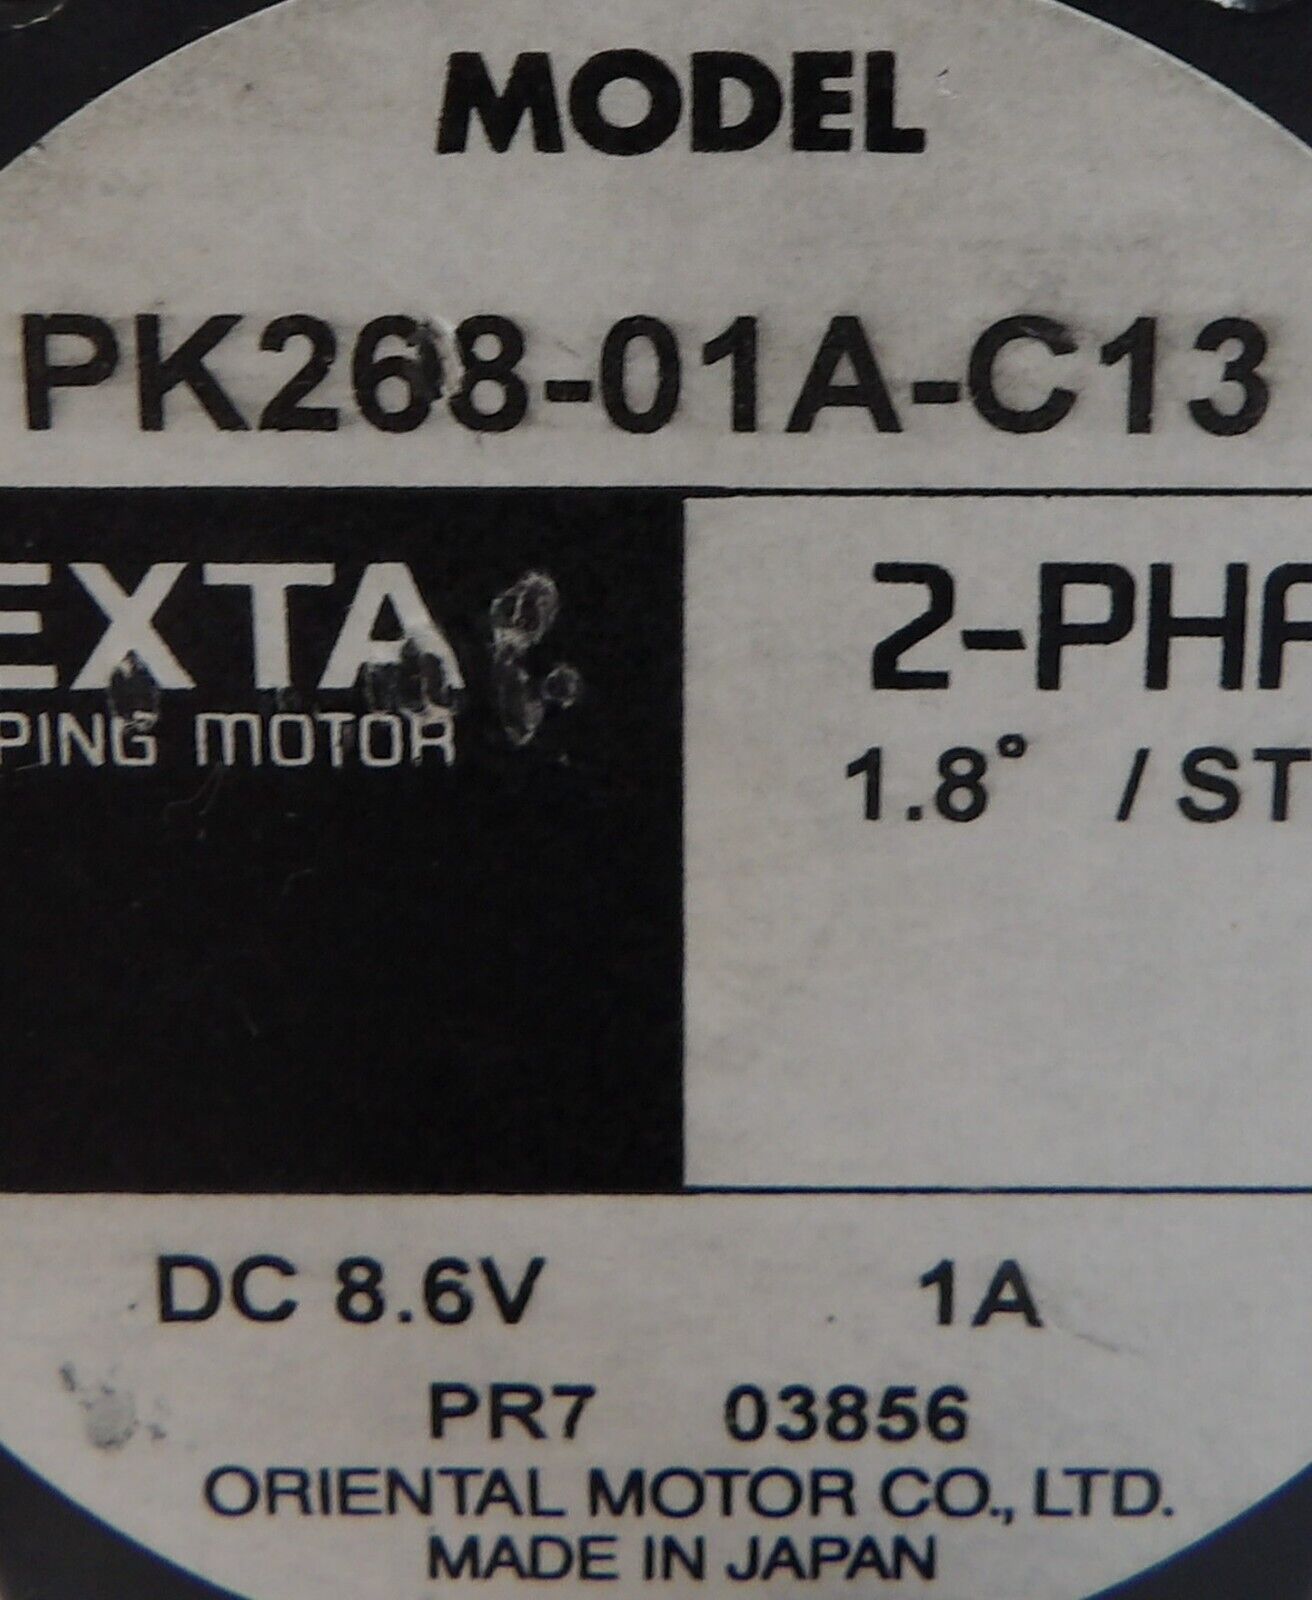 MODEL
PK268-01A-C13
EXTA
PING MOTOR
2-PHA
1.8° / ST
DC 8.6V 1A
PR7 03856
ORIENTAL MOTOR CO., LTD.
MADE IN JAPAN